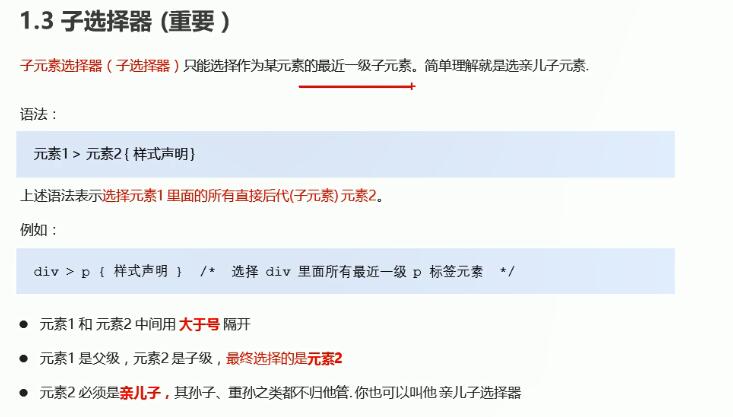 1.3 子选择器 (重要)
子元素选择器（子选择器）只能选择作为某元素的最近一级子元素。简单理解就是选亲儿子元素.
语法：
元素1 > 元素2 { 样式声明 }
上述语法表示选择元素1 里面的所有直接后代(子元素) 元素2。
例如：
div > p { 样式声明 } /* 选择 div 里面所有最近一级 p 标签元素 */
● 元素1 和 元素2 中间用 大于号 隔开
● 元素1 是父级，元素2 是子级，最终选择的是元素2
● 元素2 必须是亲儿子，其孙子、重孙之类都不归他管. 你也可以叫他 亲儿子选择器